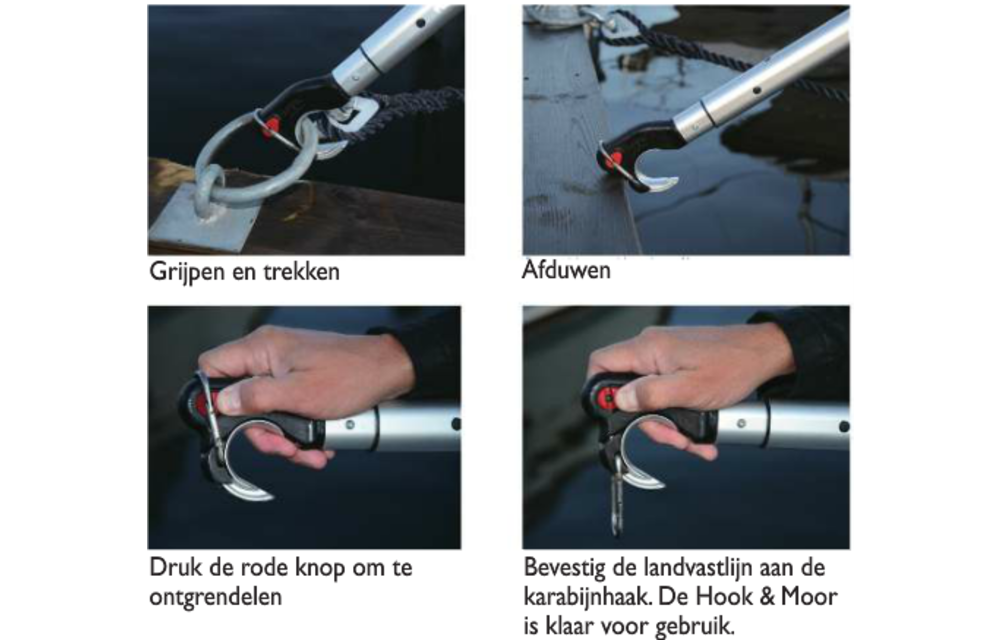 Grijpen en trekken
Afduwen
Druk de rode knop om te
ontgrendelen
Bevestig de landvastlijn aan de
karabijnhaak. De Hook & Moor
is klaar voor gebruik.